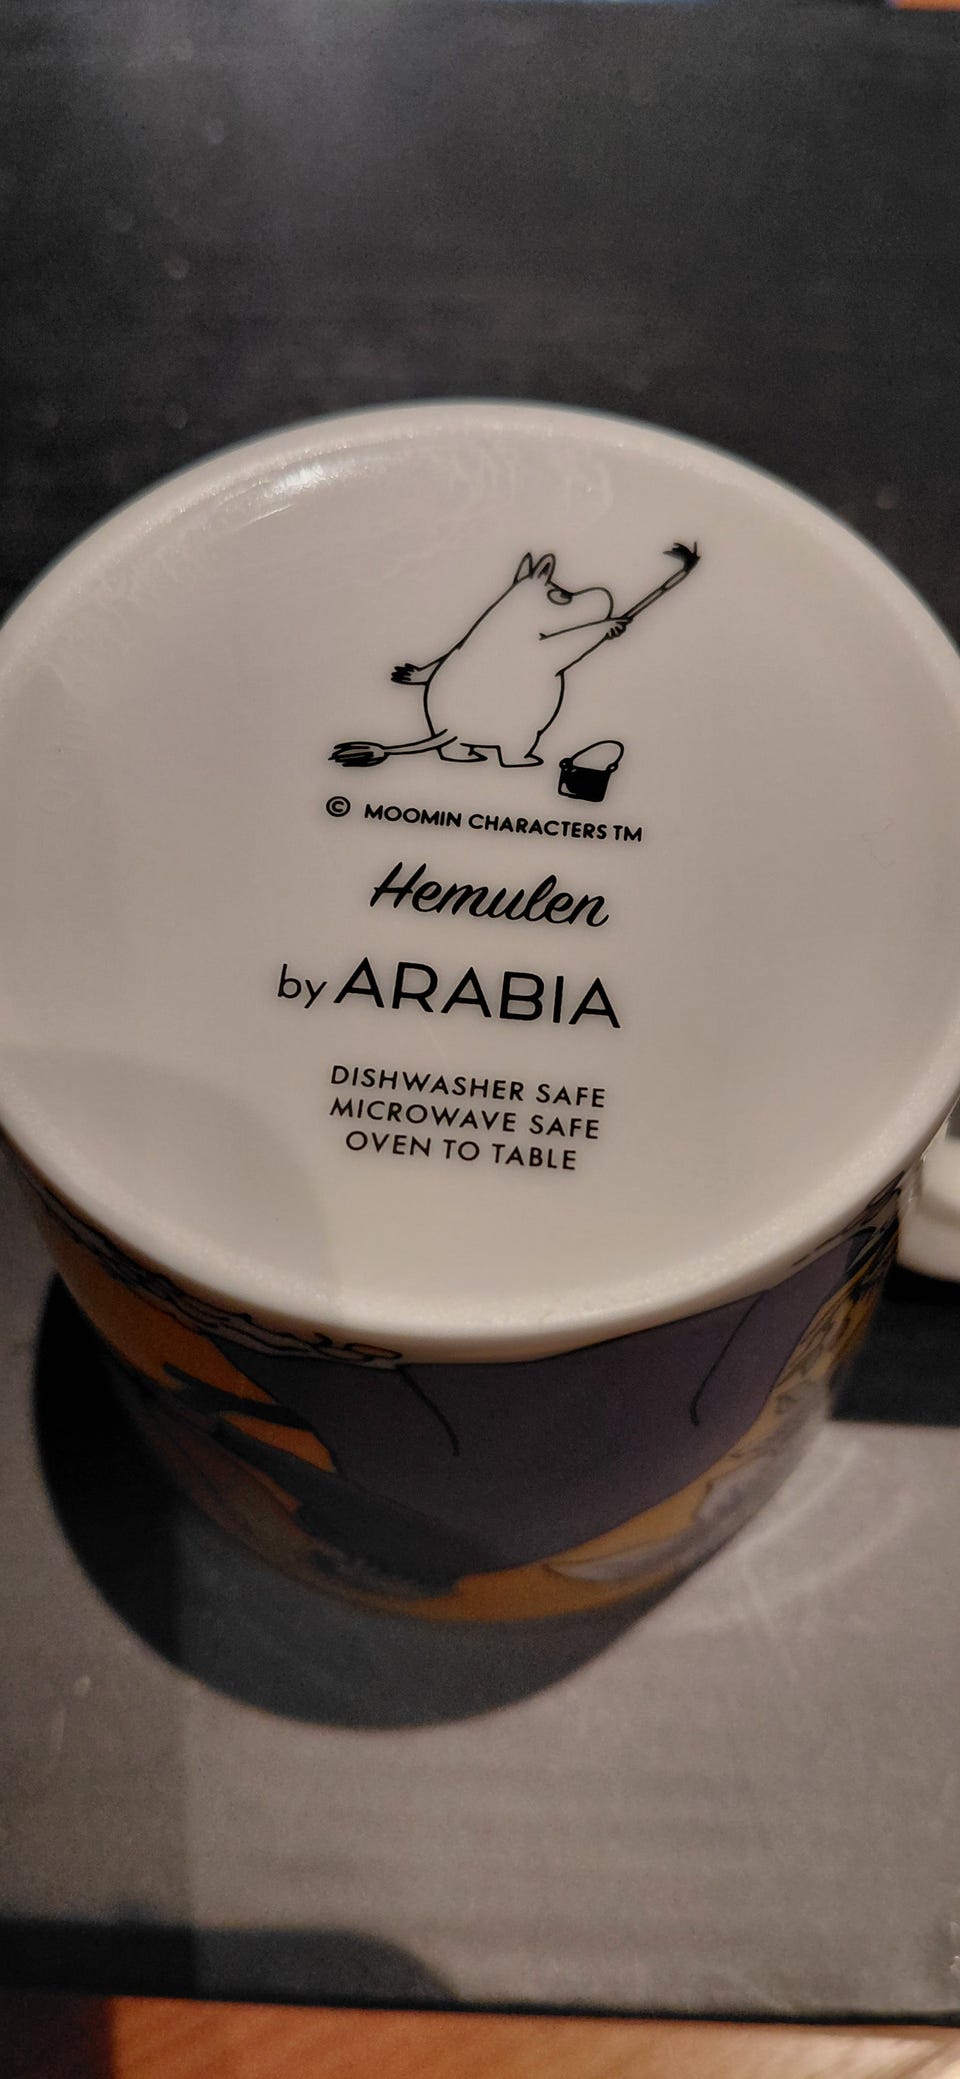 © MOOMIN CHARACTERS TM
Hemulen
by ARABIA
DISHWASHER SAFE
MICROWAVE SAFE
OVEN TO TABLE